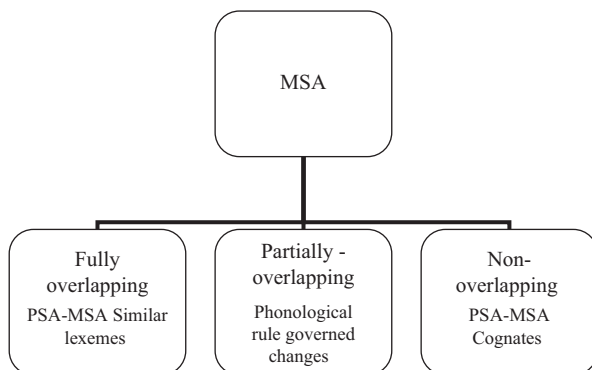 MSA
Fully
overlapping
PSA-MSA Similar
lexemes
Partially -
overlapping
Phonological
rule governed
changes
Non-
overlapping
PSA-MSA
Cognates